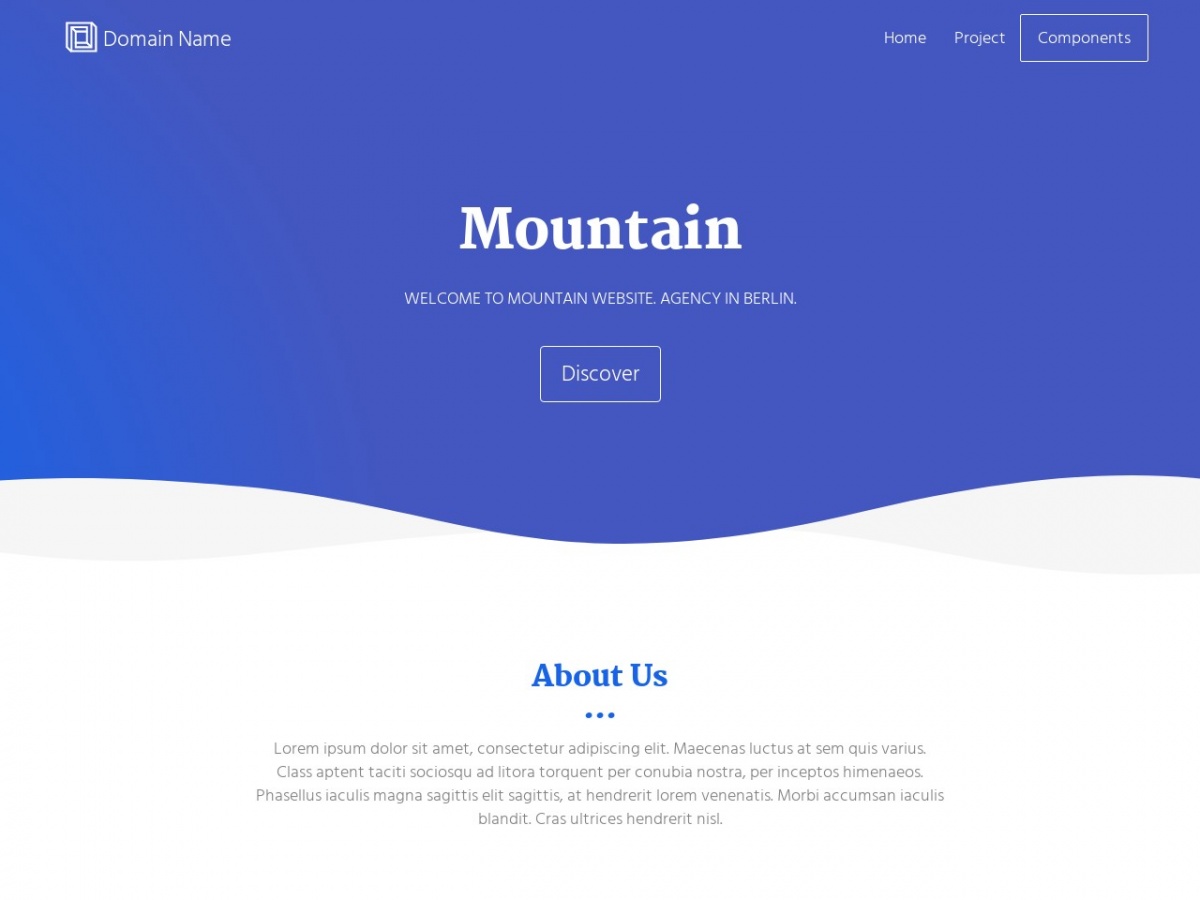 Domain Name
Home
Project
Components
Mountain
WELCOME TO MOUNTAIN WEBSITE. AGENCY IN BERLIN.
Discover
About Us
...
Lorem ipsum dolor sit amet, consectetur adipiscing elit. Maecenas luctus at sem quis varius.
Class aptent taciti sociosqu ad litora torquent per conubia nostra, per inceptos himenaeos.
Phasellus iaculis magna sagittis elit sagittis, at hendrerit lorem venenatis. Morbi accumsan iaculis
blandit. Cras ultrices hendrerit nisl.